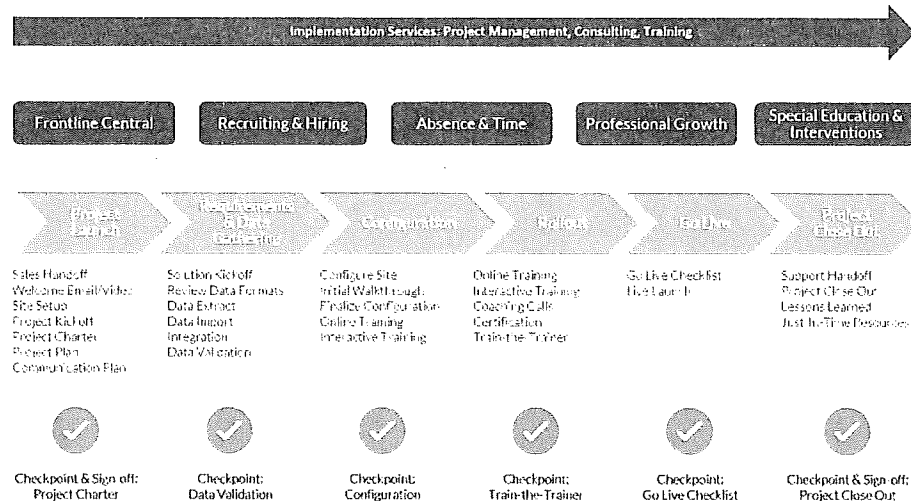 Implementation Services: Project Management, Consulting, Training
Frontline Central
Recruiting & Hiring
Absence & Time
Professional Growth
Special Education &
Interventions
Project
Launch
Requirements
& Data
Gathering
Configuration
Rollout
Go Live
Project
Close Out
Sales Handoff
Welcome Email/Video
Site Setup
Project Kickoff
Project Charter
Project Plan
Communication Plan
Solution Kickoff
Review Data Formats
Data Extract
Data Import
Integration
Data Validation
Configure Site
Initial Walkthrough
Finalize Configuration
Online Training
Interactive Training
Online Training
Interactive Training
Coaching Calls
Certification
Train-the-Trainer
Go Live Checklist
Live Launch
Support Handoff
Project Close Out
Lessons Learned
Just-In-Time Resources
Checkpoint & Sign-off:
Project Charter
Checkpoint:
Data Validation
Checkpoint:
Configuration
Checkpoint:
Train-the-Trainer
Checkpoint:
Go Live Checklist
Checkpoint & Sign-off:
Project Close Out